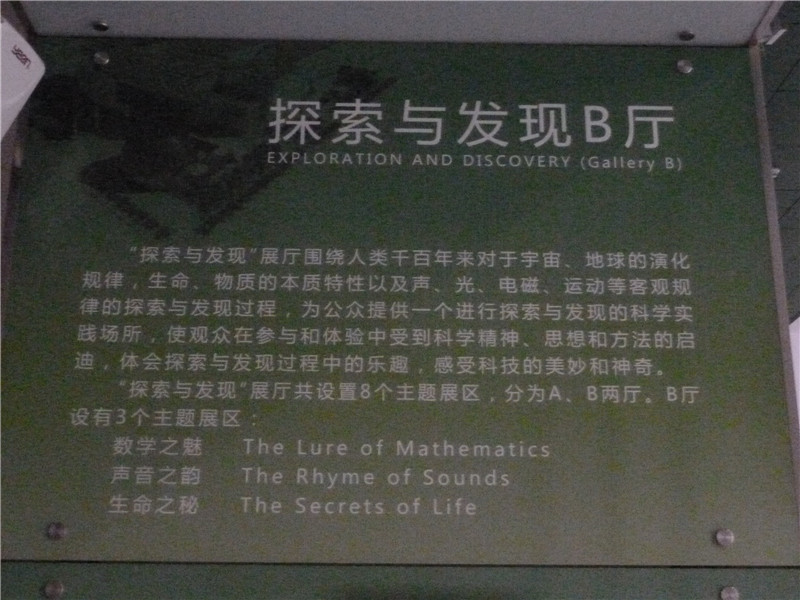 探索与发现B厅
EXPLORATION AND DISCOVERY (Gallery B)
“探索与发现”展厅围绕人类千百年来对于宇宙、地球的演化
规律，生命、物质的本质特性以及声、光、电磁、运动等客观规
律的探索与发现过程，为公众提供一个进行探索与发现的科学实
践场所，使观众在参与和体验中受到科学精神、思想和方法的启
迪，体会探索与发现过程中的乐趣，感受科技的美妙和神奇。
“探索与发现”展厅共设置8个主题展区，分为A、B两厅。B厅
设有3个主题展区：
数学之魅 The Lure of Mathematics
声音之韵 The Rhyme of Sounds
生命之秘 The Secrets of Life